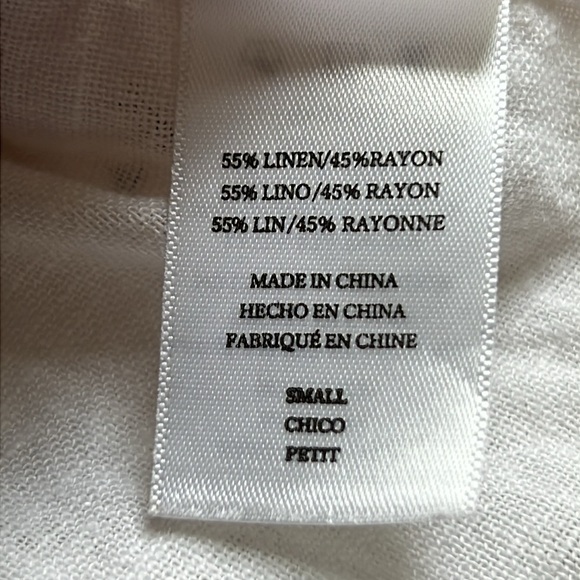 55% LINEN/45%RAYON
55% LINO/45% RAYON
55% LIN/45% RAYONNE
MADE IN CHINA
HECHO EN CHINA
FABRIQUÉ EN CHINE
SMALL
CHICO
PETIT